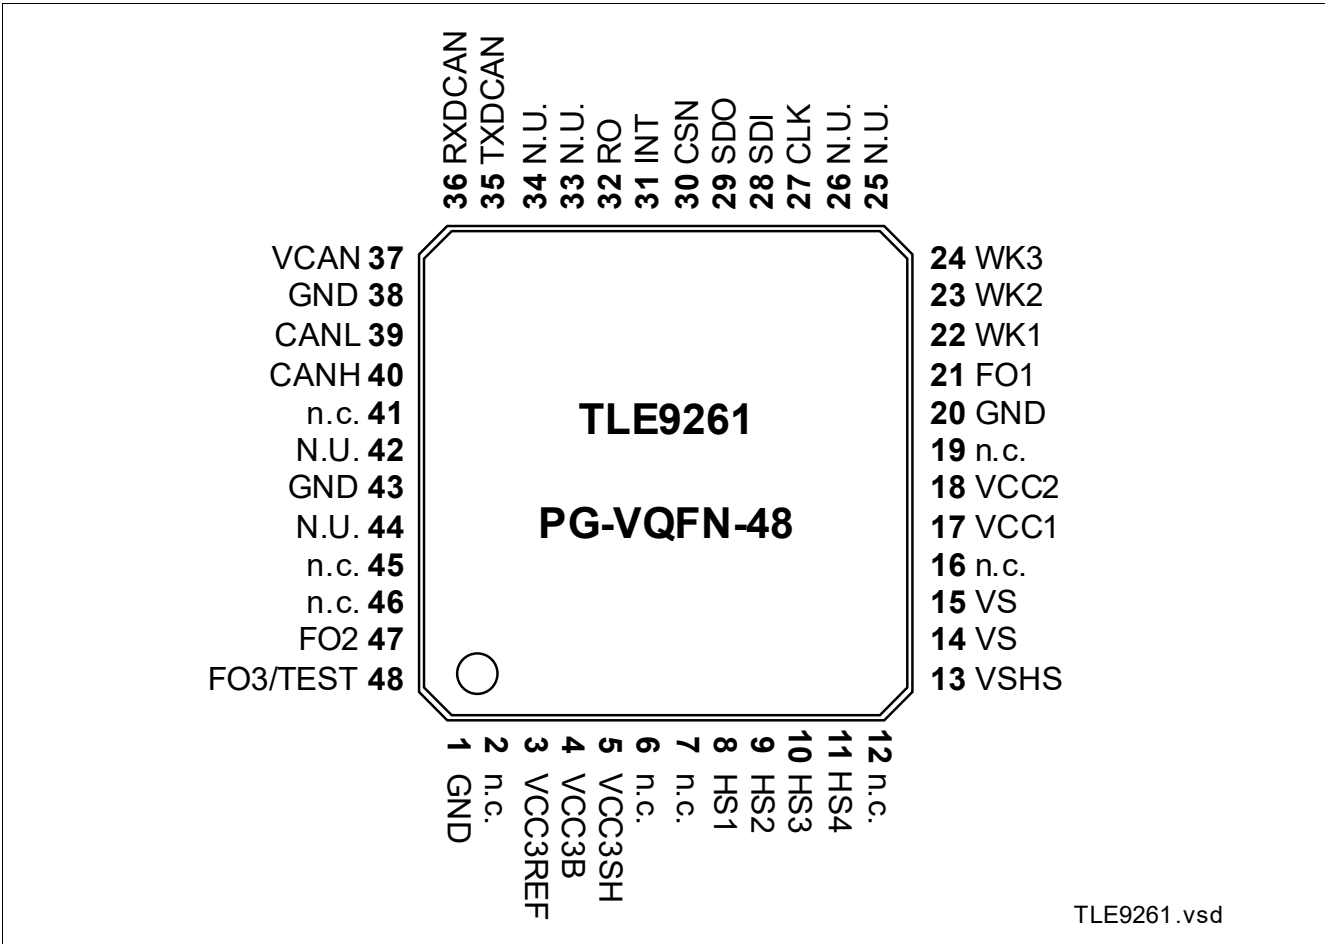 36 RXDCAN
35 TXDCAN
34 N.U.
33 N.U.
32 RO
31 INT
30 CSN
29 SDO
28 SDI
27 CLK
26 N.U.
25 N.U.
VCAN 37
GND 38
CANL 39
CANH 40
n.c. 41
N.U. 42
GND 43
N.U. 44
n.c. 45
n.c. 46
FO2 47
FO3/TEST 48
TLE9261
PG-VQFN-48
24 WK3
23 WK2
22 WK1
21 FO1
20 GND
19 n.c.
18 VCC2
17 VCC1
16 n.c.
15 VS
14 VS
13 VSHS
1 GND
2 n.c.
3 VCC3REF
4 VCC3B
5 VCC3SH
6 n.c.
7 n.c.
8 HS1
9 HS2
10 HS3
11 HS4
12 n.c.
TLE9261.vsd